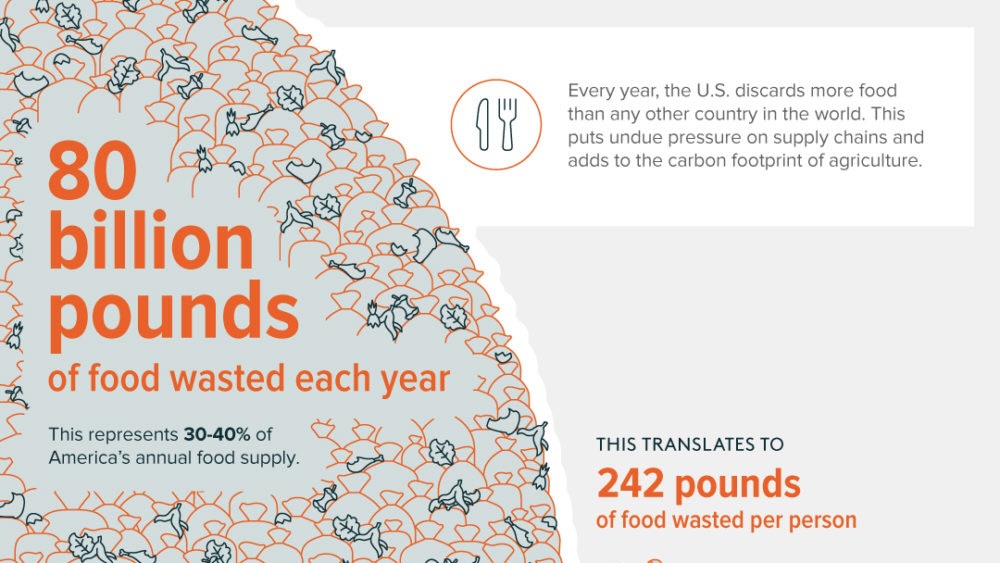 80
billion
pounds
of food wasted each year
This represents 30-40% of
America's annual food supply.
Every year, the U.S. discards more food
than any other country in the world. This
puts undue pressure on supply chains and
adds to the carbon footprint of agriculture.
THIS TRANSLATES TO
242 pounds
of food wasted per person